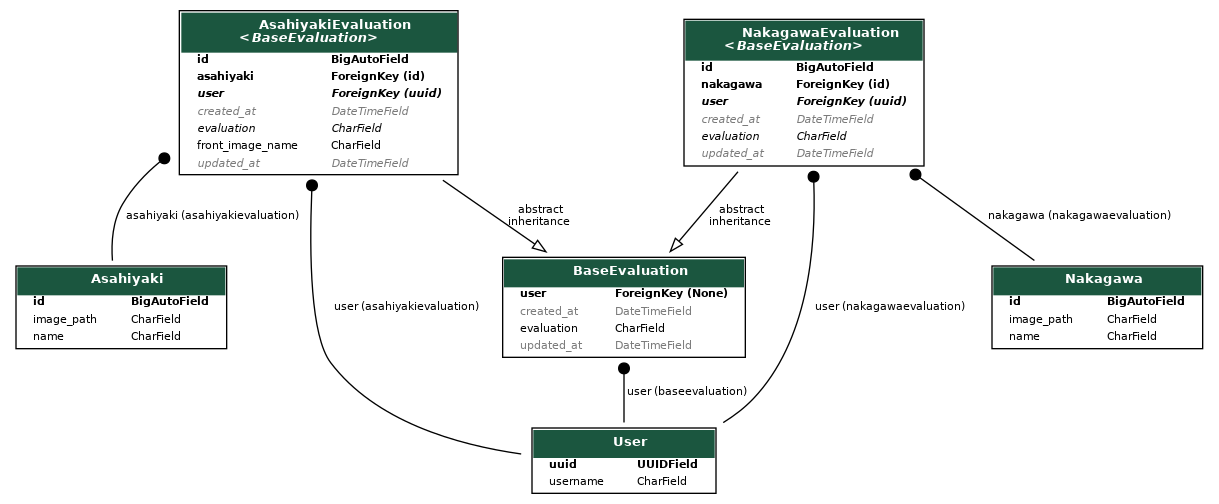 AsahiyakiEvaluation
<BaseEvaluation>
id BigAutoField
asahiyaki ForeignKey (id)
user ForeignKey (uuid)
created_at DateTimeField
evaluation CharField
front_image_name CharField
updated_at DateTimeField
NakagawaEvaluation
<BaseEvaluation>
id BigAutoField
nakagawa ForeignKey (id)
user ForeignKey (uuid)
created_at DateTimeField
evaluation CharField
updated_at DateTimeField
asahiyaki (asahiyakievaluation)
abstract
inheritance
abstract
inheritance
nakagawa (nakagawaevaluation)
Asahiyaki
id BigAutoField
image_path CharField
name CharField
user (asahiyakievaluation)
BaseEvaluation
user ForeignKey (None)
created_at DateTimeField
evaluation CharField
updated_at DateTimeField
user (nakagawaevaluation)
Nakagawa
id BigAutoField
image_path CharField
name CharField
user (baseevaluation)
User
uuid UUIDField
username CharField